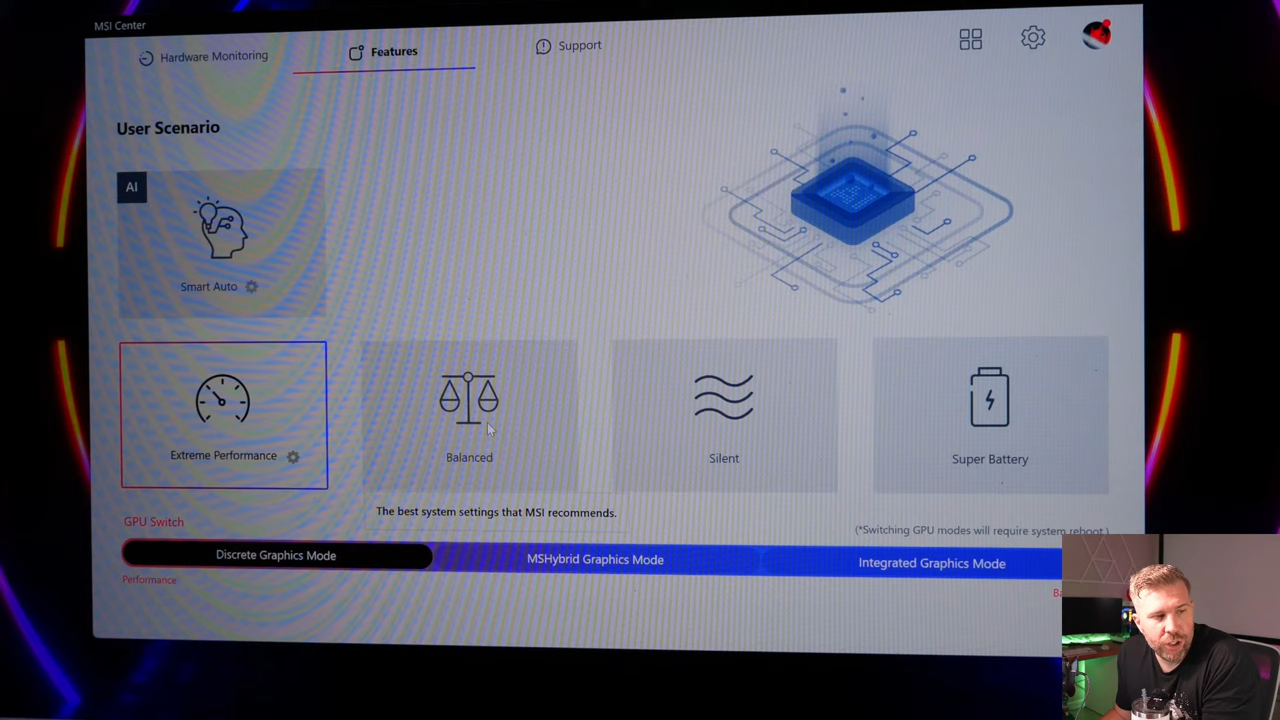 MSI Center
Hardware Monitoring
Features
Support
User Scenario
AI
Smart Auto
Extreme Performance
Balanced
Silent
Super Battery
The best system settings that MSI recommends.
GPU Switch
(*Switching GPU modes will require system reboot.)
Discrete Graphics Mode
MSHybrid Graphics Mode
Integrated Graphics Mode
Performance
Ba